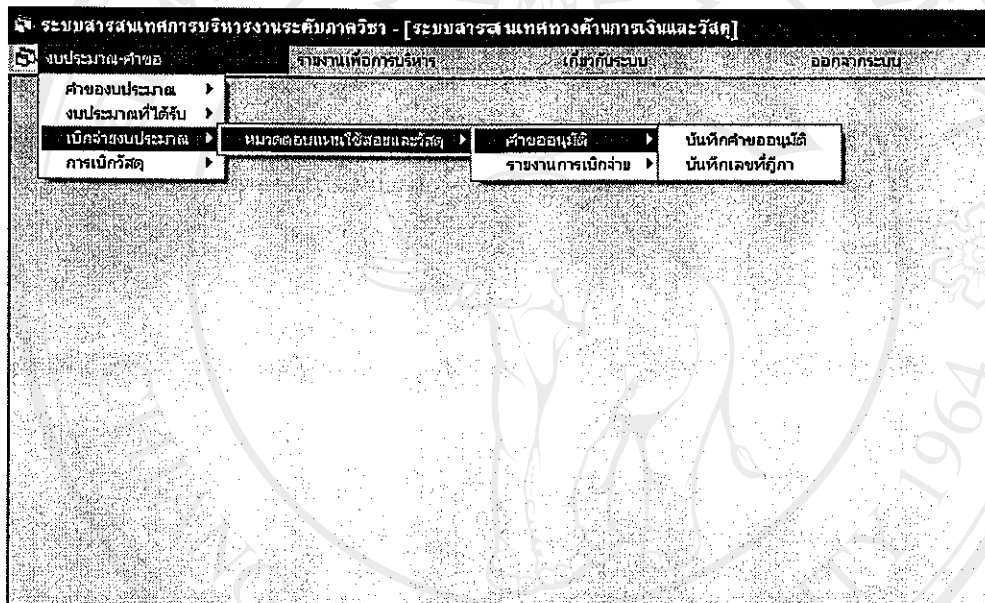 ระบบสารสนเทศการบริหารงานระดับภาควิชา - [ระบบสารสนเทศทางด้านการเงินและวัสดุ]
งบประมาณ-คำขอ รายงานเพื่อการบริหาร เกี่ยวกับระบบ ออกจากระบบ
คำของบประมาณ
งบประมาณที่ได้รับ
เบิกจ่ายงบประมาณ หมวดตอบแทนใช้สอยและวัสดุ คำขออนุมัติ บันทึกคำขออนุมัติ
การเบิกวัสดุ รายงานการเบิกจ่าย บันทึกเลขที่ฎีกา
CHIANG
ITY 1964